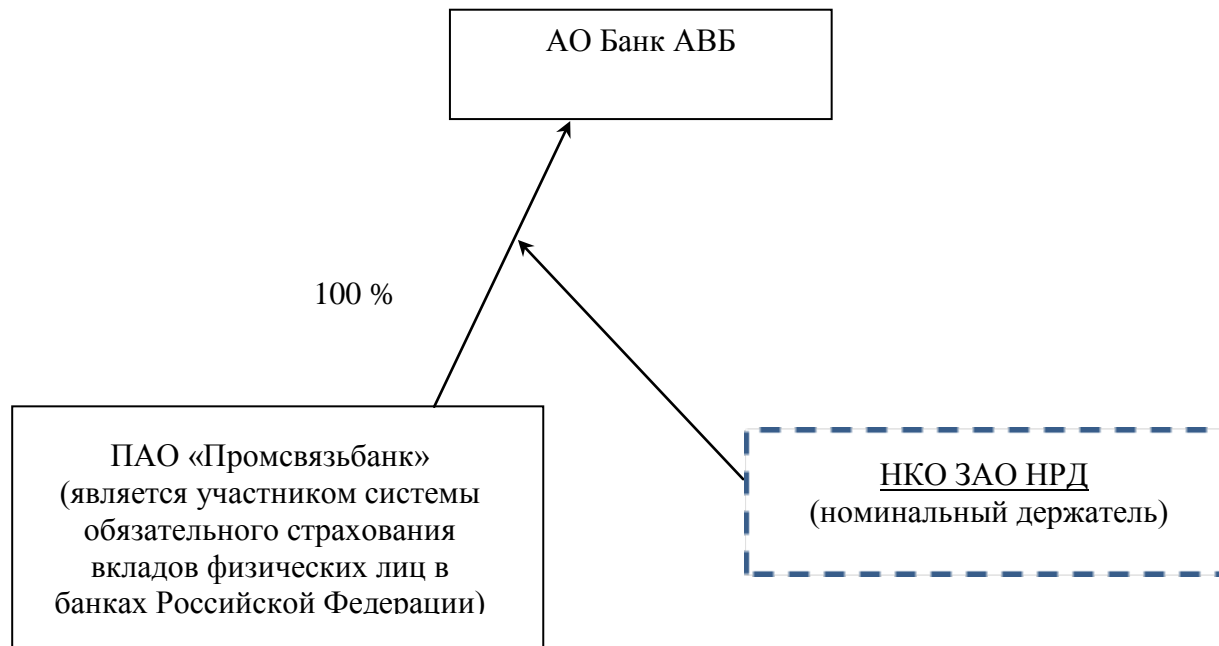 АО Банк АВБ
100 %
ПАО «Промсвязьбанк»
(является участником системы
обязательного страхования
вкладов физических лиц в
банках Российской Федерации)
НКО ЗАО НРД
(номинальный держатель)